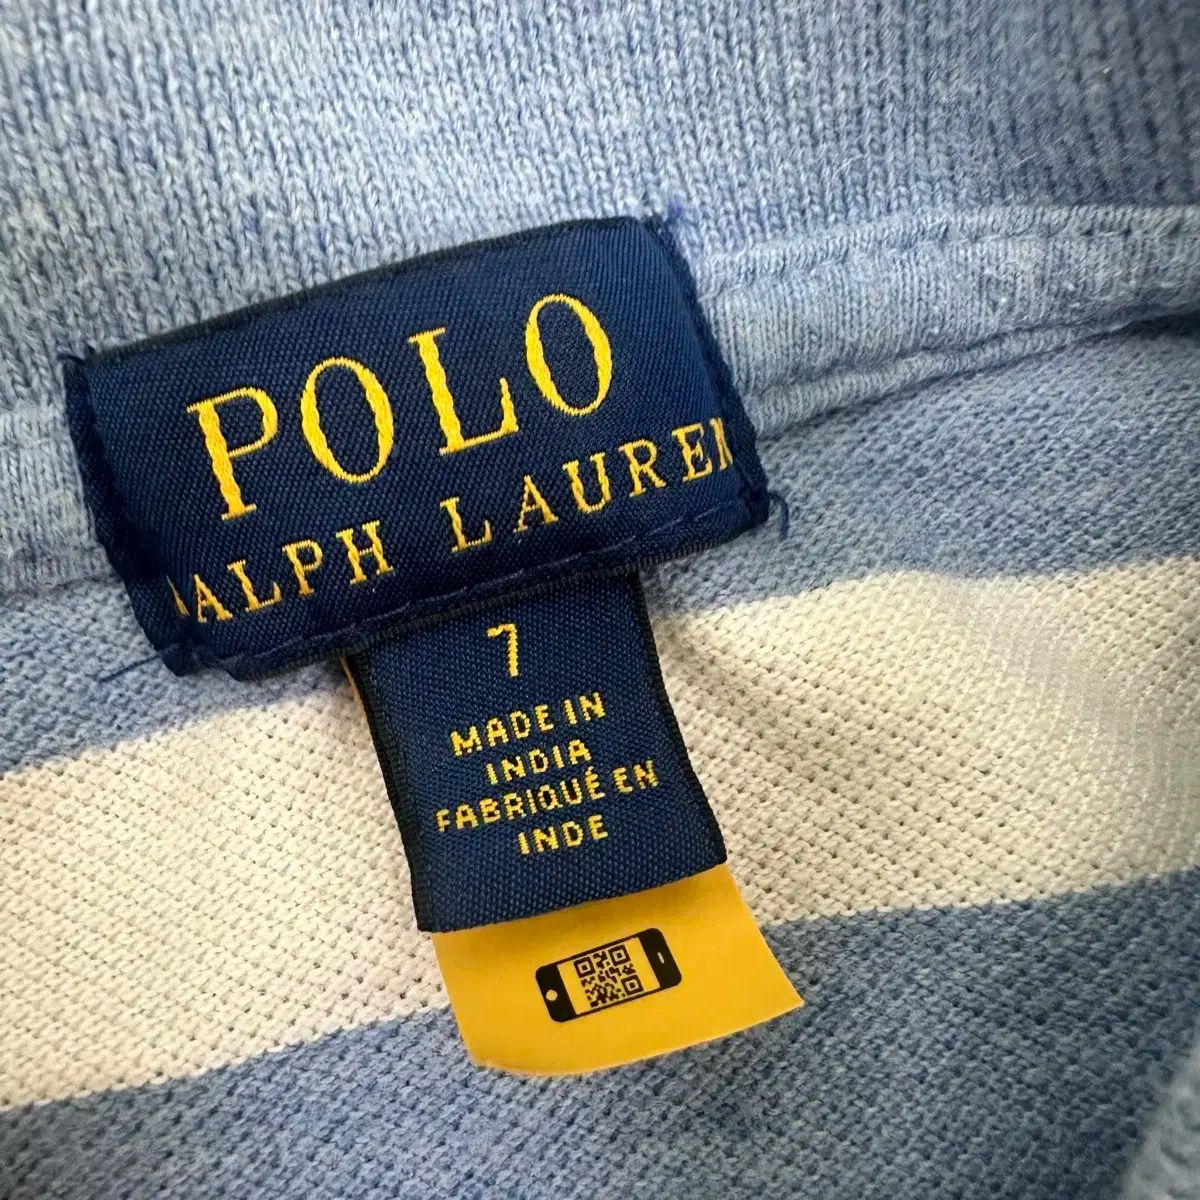 POLO
RALPH LAUREN
7
MADE IN
INDIA
FABRIQUÉ EN
INDE